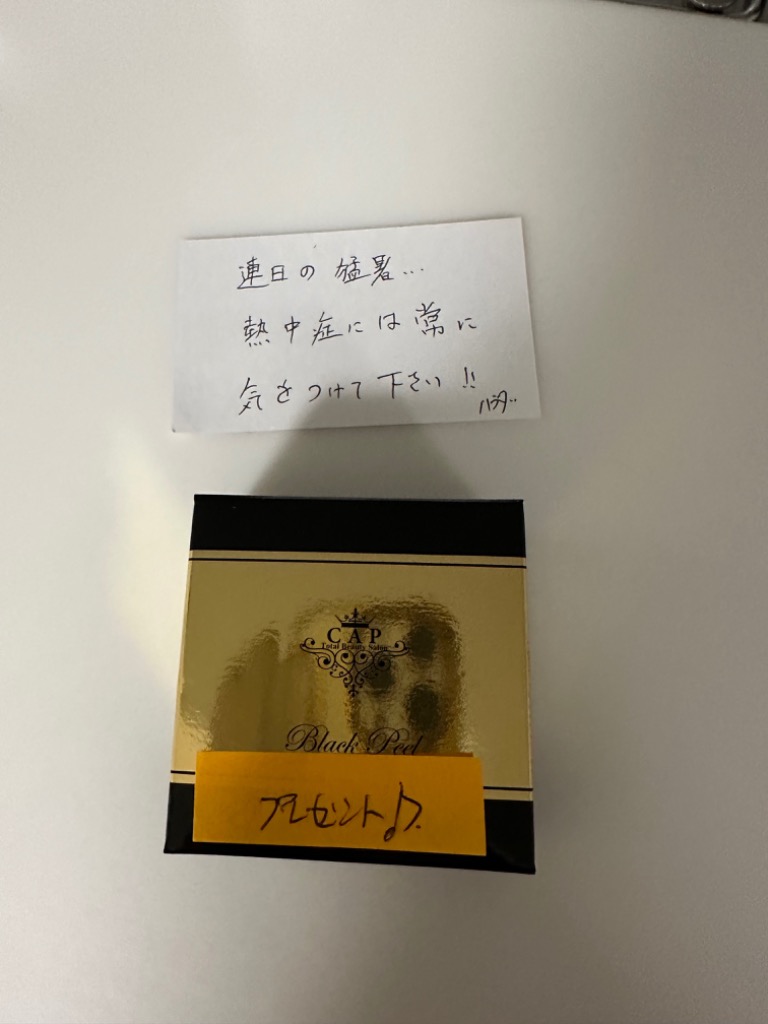 連日の猛暑...
熱中症には常に
気をつけて下さい!!
CAP
Total Beauty Salon
Black Peel
プレゼント♪